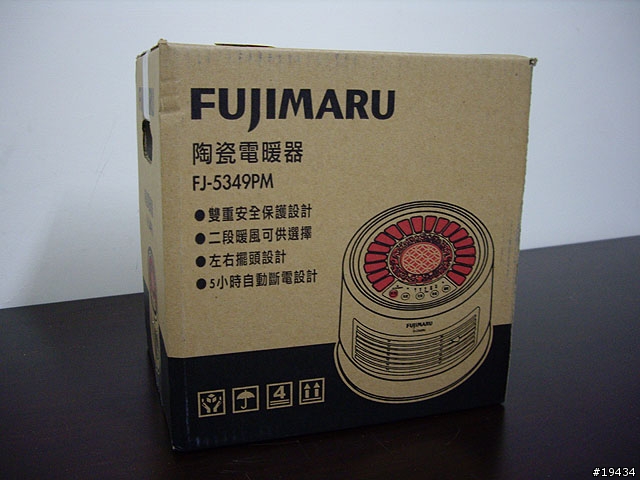 FUJIMARU
陶瓷電暖器
FJ-5349PM
●雙重安全保護設計
●二段暖風可供選擇
●左右擺頭設計
●5小時自動斷電設計
FUJIMARU
4
#19434